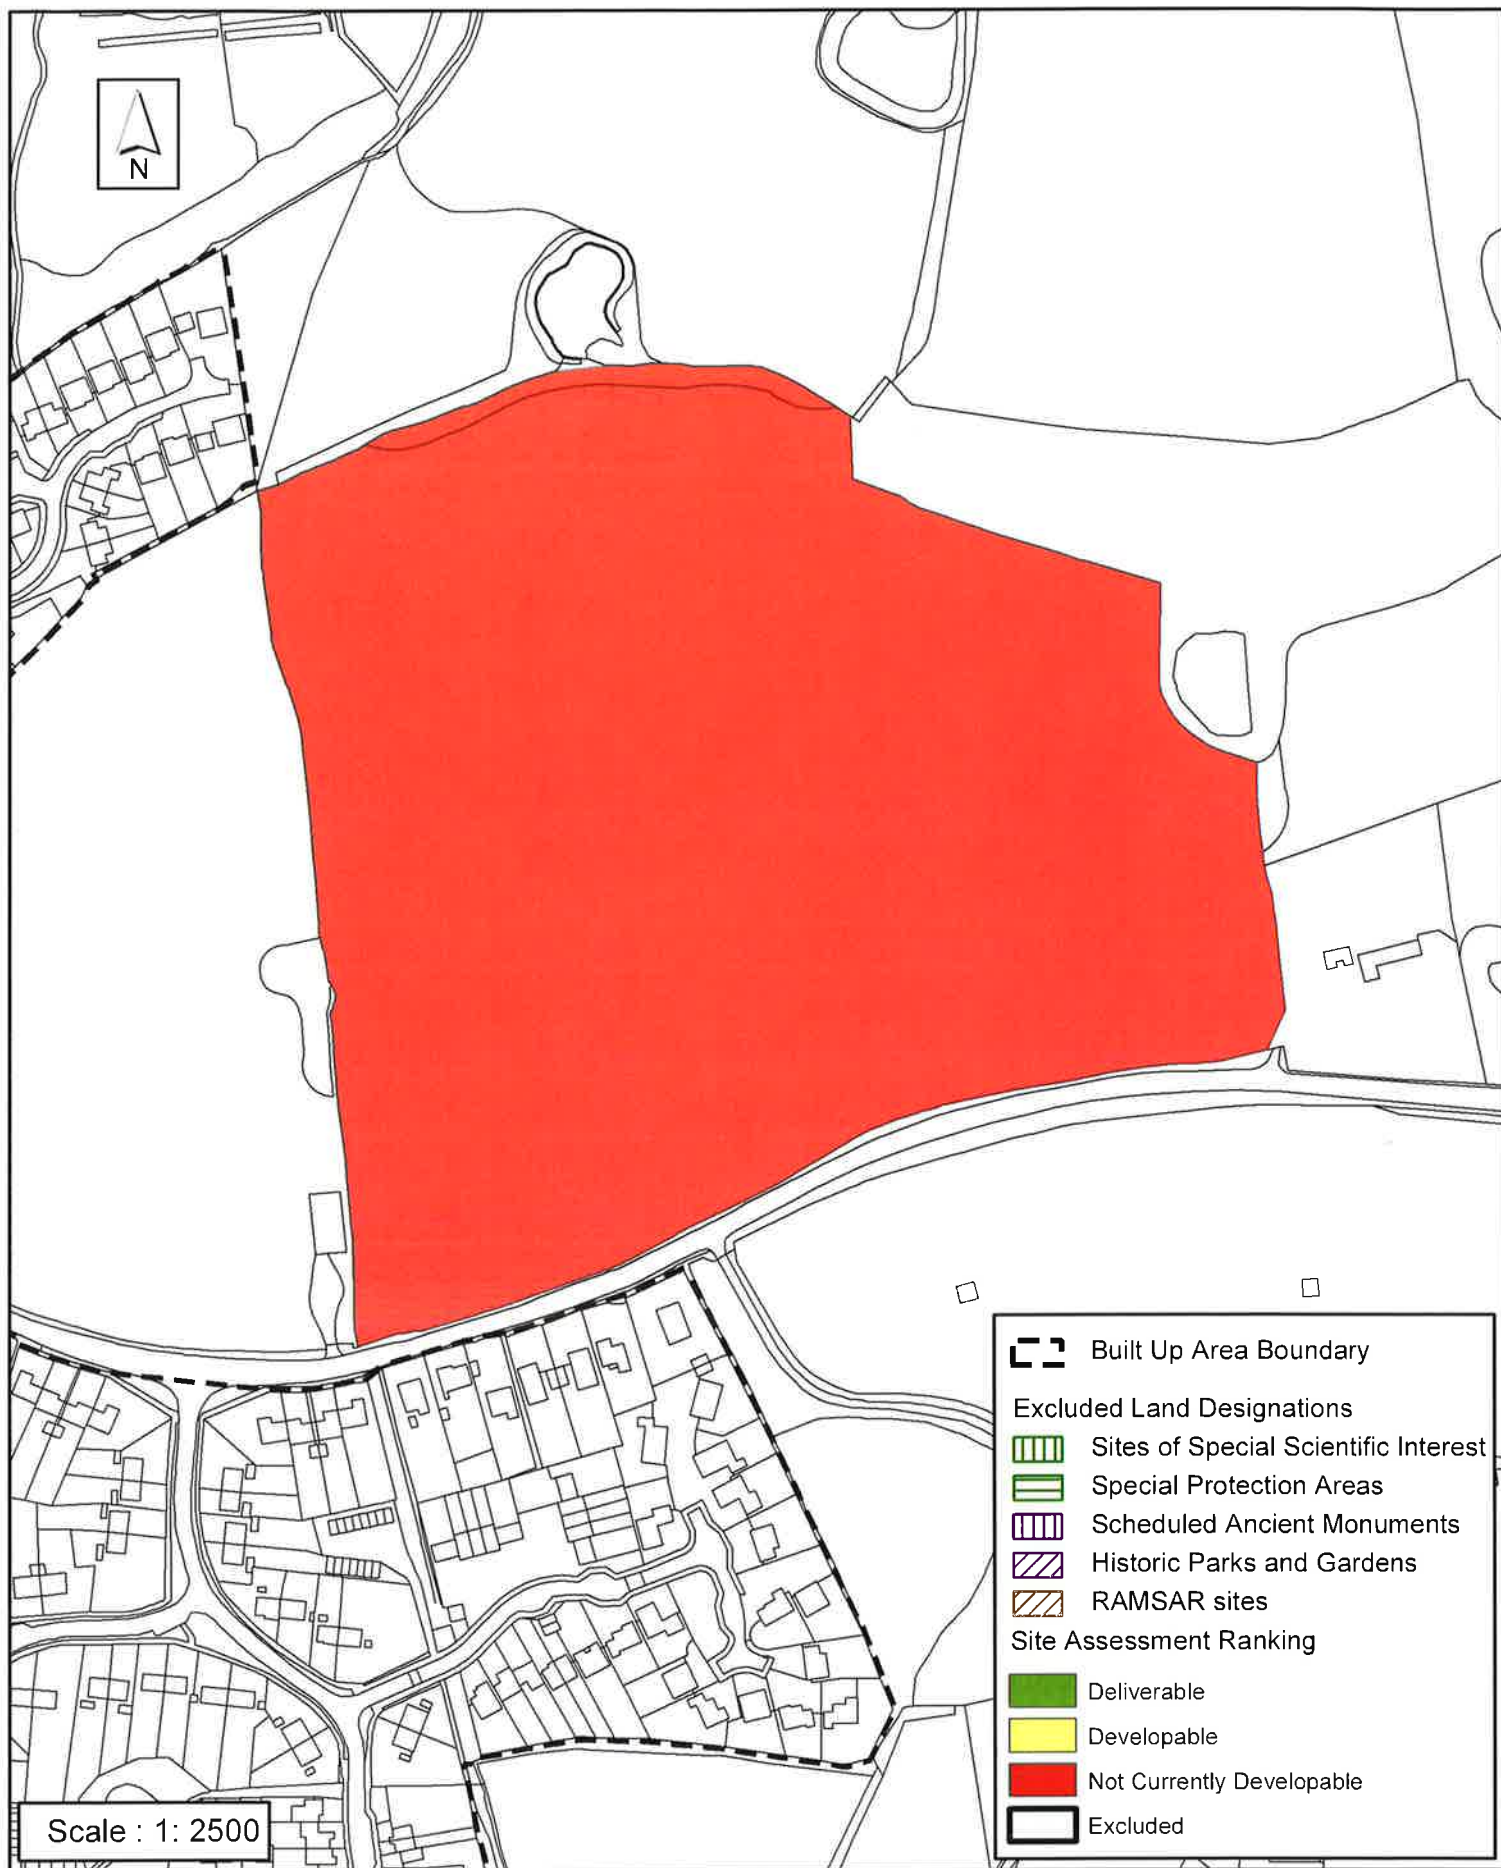 N
Built Up Area Boundary
Excluded Land Designations
Sites of Special Scientific Interest
Special Protection Areas
Scheduled Ancient Monuments
Historic Parks and Gardens
RAMSAR sites
Site Assessment Ranking
Deliverable
Developable
Not Currently Developable
Excluded
Scale : 1: 2500